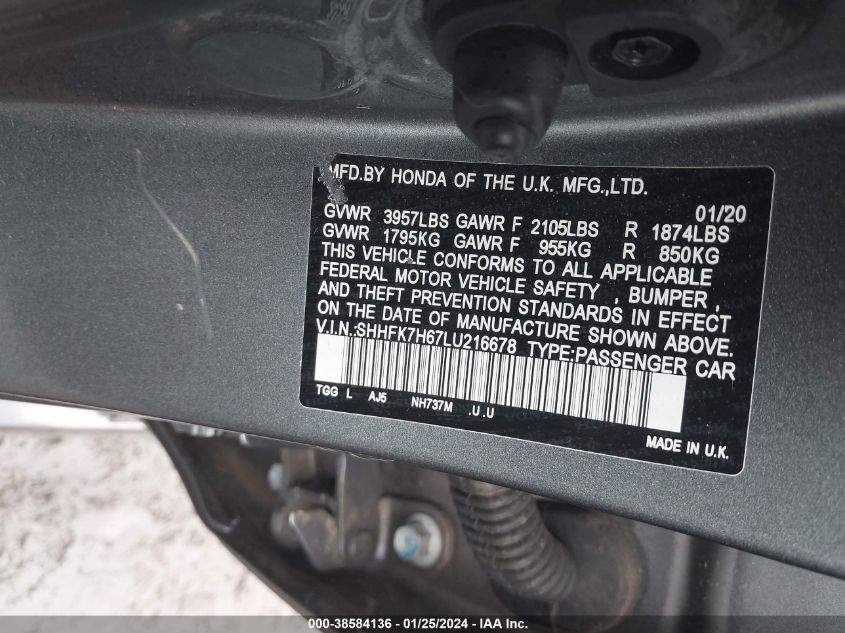 MFD.BY HONDA OF THE U.K. MFG.,LTD.
01/20
GVWR 3957LBS GAWR F 2105LBS R 1874LBS
GVWR 1795KG GAWR F 955KG R 850KG
THIS VEHICLE CONFORMS TO ALL APPLICABLE
FEDERAL MOTOR VEHICLE SAFETY , BUMPER ,
AND THEFT PREVENTION STANDARDS IN EFFECT
ON THE DATE OF MANUFACTURE SHOWN ABOVE.
V.I.N.:SHHFK7H67LU216678 TYPE:PASSENGER CAR
TGG L AJ5 NH737M .U .U
MADE IN U.K.
000-38584136 - 01/25/2024 - IAA Inc.